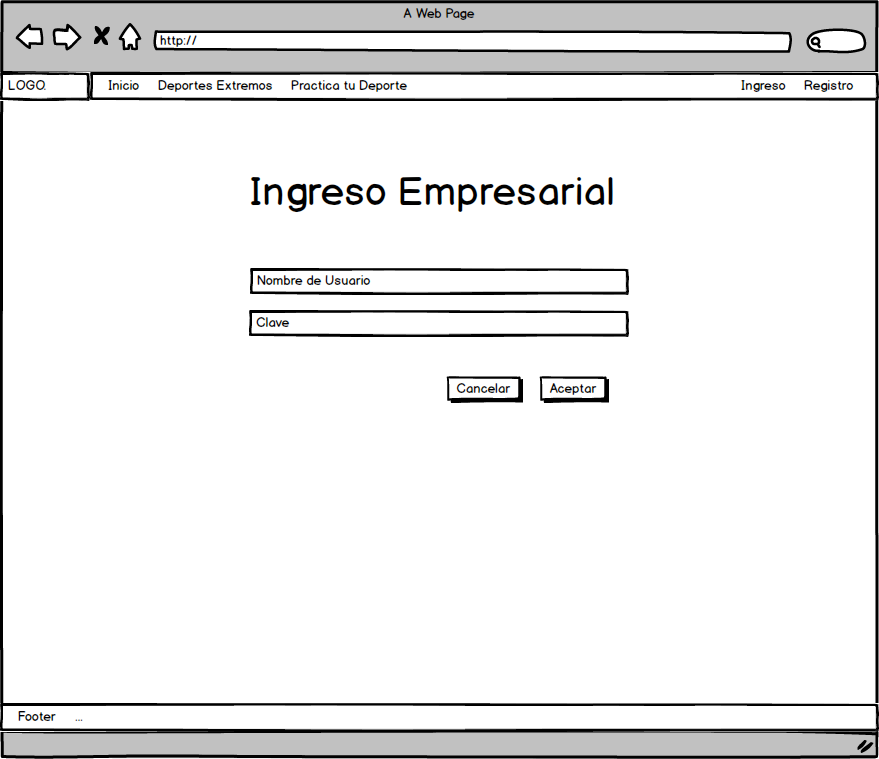 A Web Page
http://
LOGO. Inicio Deportes Extremos Practica tu Deporte Ingreso Registro
Ingreso Empresarial
Nombre de Usuario
Clave
Cancelar Aceptar
Footer ...